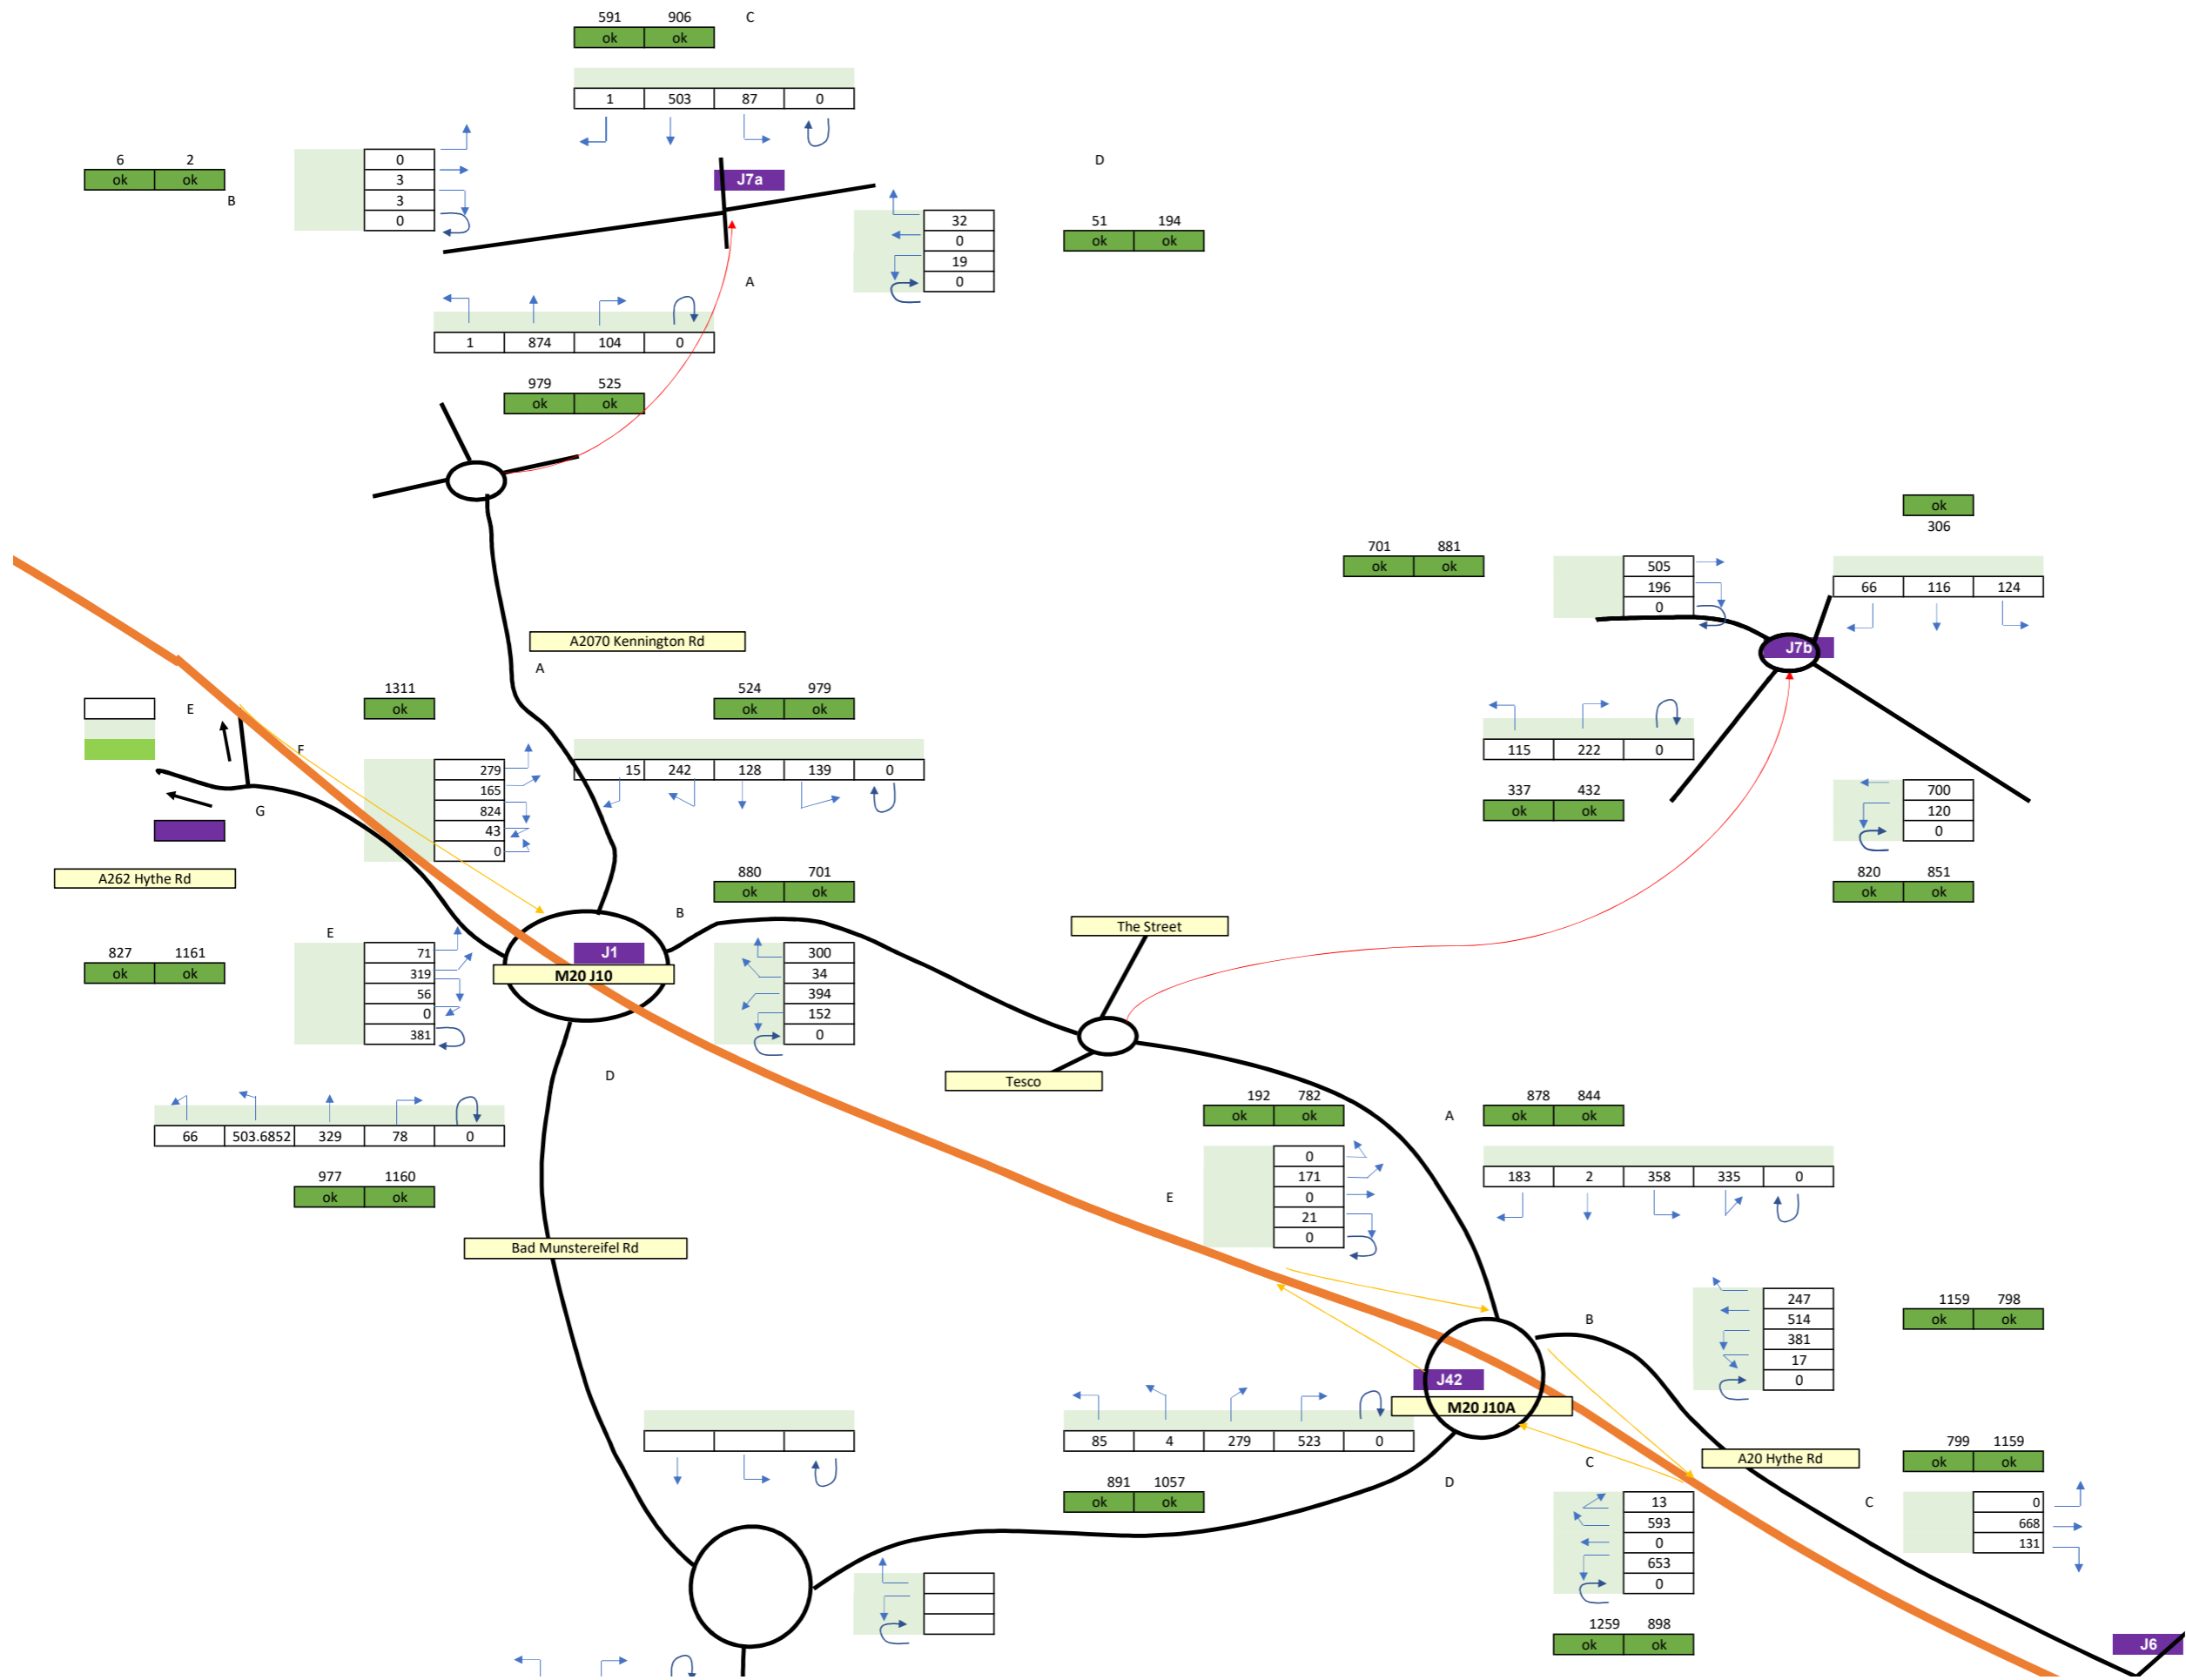 591 906 C
ok ok
1 503 87 0
6 2
ok ok
B
0
3
3
0
J7a
D
32
0
19
0
51 194
ok ok
A
1 874 104 0
979 525
ok ok
ok
306
701 881
ok ok
505
196
0
66 116 124
J7b
A2070 Kennington Rd
A
1311
ok
524 979
ok ok
E
F
G
279
165
824
43
0
15 242 128 139 0
115 222 0
337 432
ok ok
700
120
0
820 851
ok ok
A262 Hythe Rd
880 701
ok ok
B
The Street
E
827 1161
ok ok
71
319
56
0
381
J1
M20 J10
300
34
394
152
0
D
Tesco
66 503.6852 329 78 0
977 1160
ok ok
192 782
ok ok
A
878 844
ok ok
E
0
171
0
21
0
183 2 358 335 0
Bad Munstereifel Rd
B
247
514
381
17
0
1159 798
ok ok
J42
M20 J10A
85 4 279 523 0
891 1057
ok ok
D
C
A20 Hythe Rd
799 1159
ok ok
C
0
668
131
13
593
0
653
0
1259 898
ok ok
J6